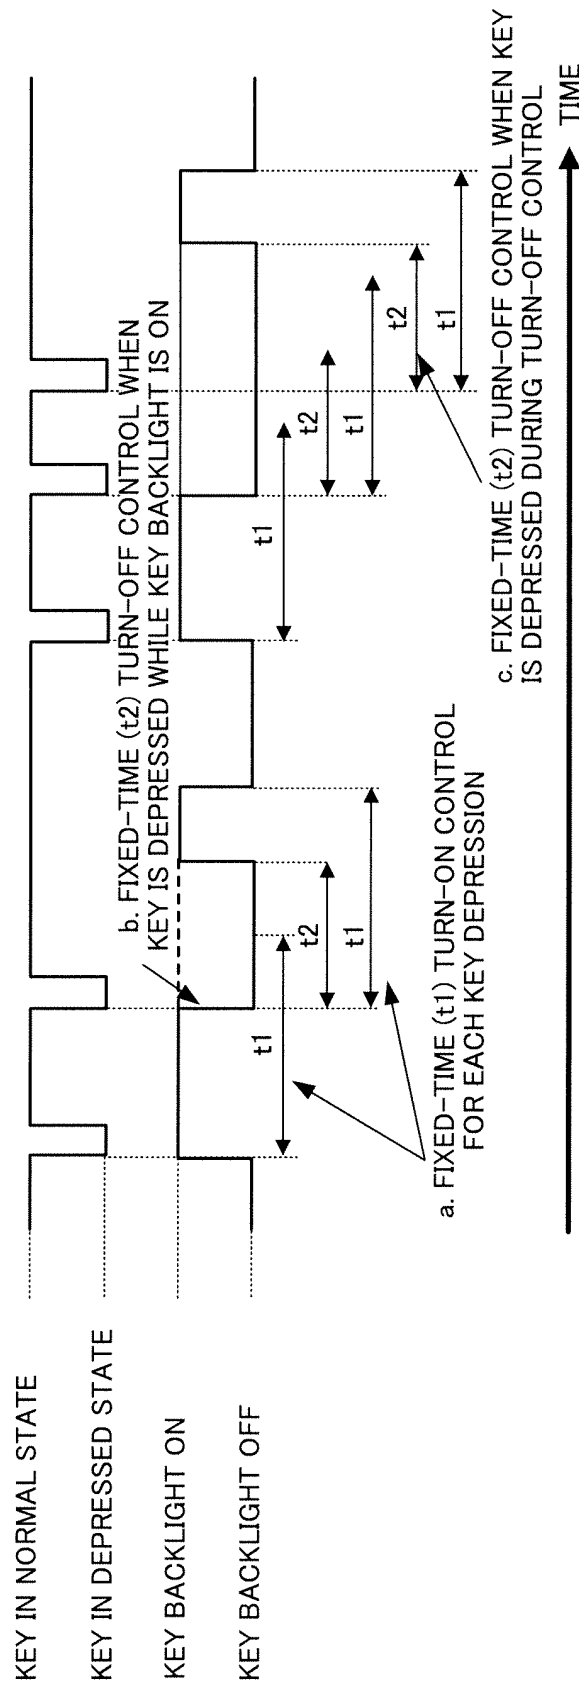 KEY IN NORMAL STATE
KEY IN DEPRESSED STATE
KEY BACKLIGHT ON
KEY BACKLIGHT OFF
b. FIXED-TIME (t2) TURN-OFF CONTROL WHEN
KEY IS DEPRESSED WHILE KEY BACKLIGHT IS ON
t1
t2
t1
t1
t2
t1
t2
t1
a. FIXED-TIME (t1) TURN-ON CONTROL
FOR EACH KEY DEPRESSION
c. FIXED-TIME (t2) TURN-OFF CONTROL WHEN KEY
IS DEPRESSED DURING TURN-OFF CONTROL
TIME